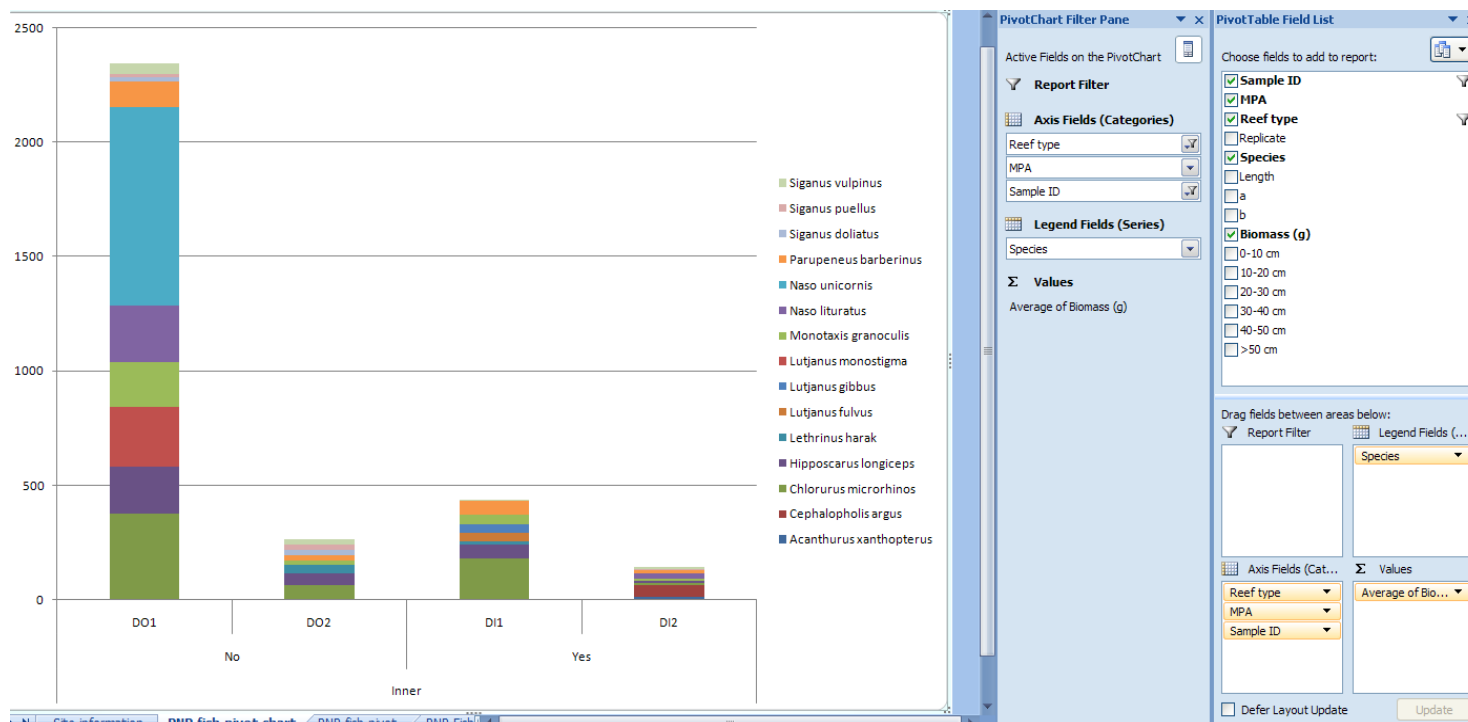 2500
2000
1500
1000
500
0
DO1 DO2 DI1 DI2
No Yes
Inner
Siganus vulpinus
Siganus puellus
Siganus doliatus
Parupeneus barberinus
Naso unicornis
Naso lituratus
Monotaxis granoculis
Lutjanus monostigma
Lutjanus gibbus
Lutjanus fulvus
Lethrinus harak
Hipposcarus longiceps
Chlorurus microrhinos
Cephalopholis argus
Acanthurus xanthopterus
PivotChart Filter Pane
Active Fields on the PivotChart
Report Filter
Axis Fields (Categories)
Reef type
MPA
Sample ID
Legend Fields (Series)
Species
Σ Values
Average of Biomass (g)
PivotTable Field List
Choose fields to add to report:
Sample ID
MPA
Reef type
Replicate
Species
Length
a
b
Biomass (g)
0-10 cm
10-20 cm
20-30 cm
30-40 cm
40-50 cm
>50 cm
Drag fields between areas below:
Report Filter
Legend Fields (...
Species
Axis Fields (Cat...
Reef type
MPA
Sample ID
Σ Values
Average of Bio...
Defer Layout Update Update